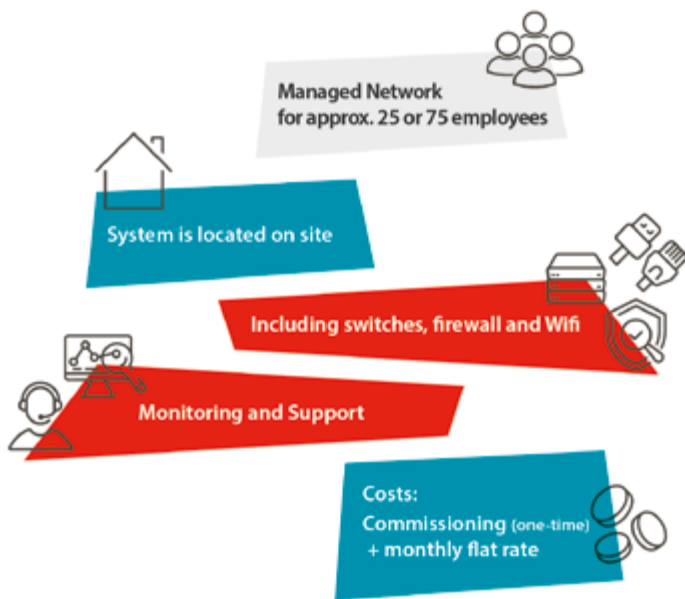 Managed Network
for approx. 25 or 75 employees
System is located on site
Including switches, firewall and Wifi
Monitoring and Support
Costs:
Commissioning (one-time)
+ monthly flat rate